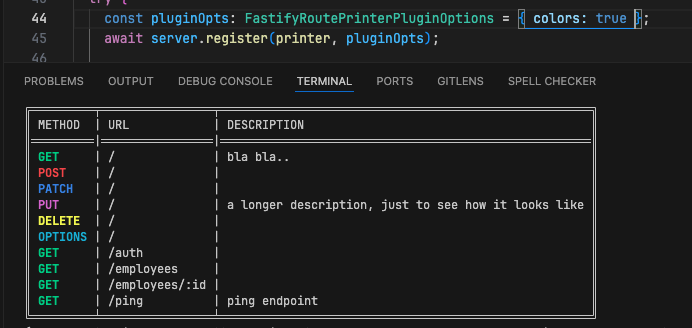 try {
44 const pluginOpts: FastifyRoutePrinterPluginOptions = { colors: true };
45 await server.register(printer, pluginOpts);
46
PROBLEMS OUTPUT DEBUG CONSOLE TERMINAL PORTS GITLENS SPELL CHECKER
METHOD | URL | DESCRIPTION
GET | / | bla bla..
POST | / |
PATCH | / |
PUT | / | a longer description, just to see how it looks like
DELETE | / |
OPTIONS | / |
GET | /auth |
GET | /employees |
GET | /employees/:id |
GET | /ping | ping endpoint